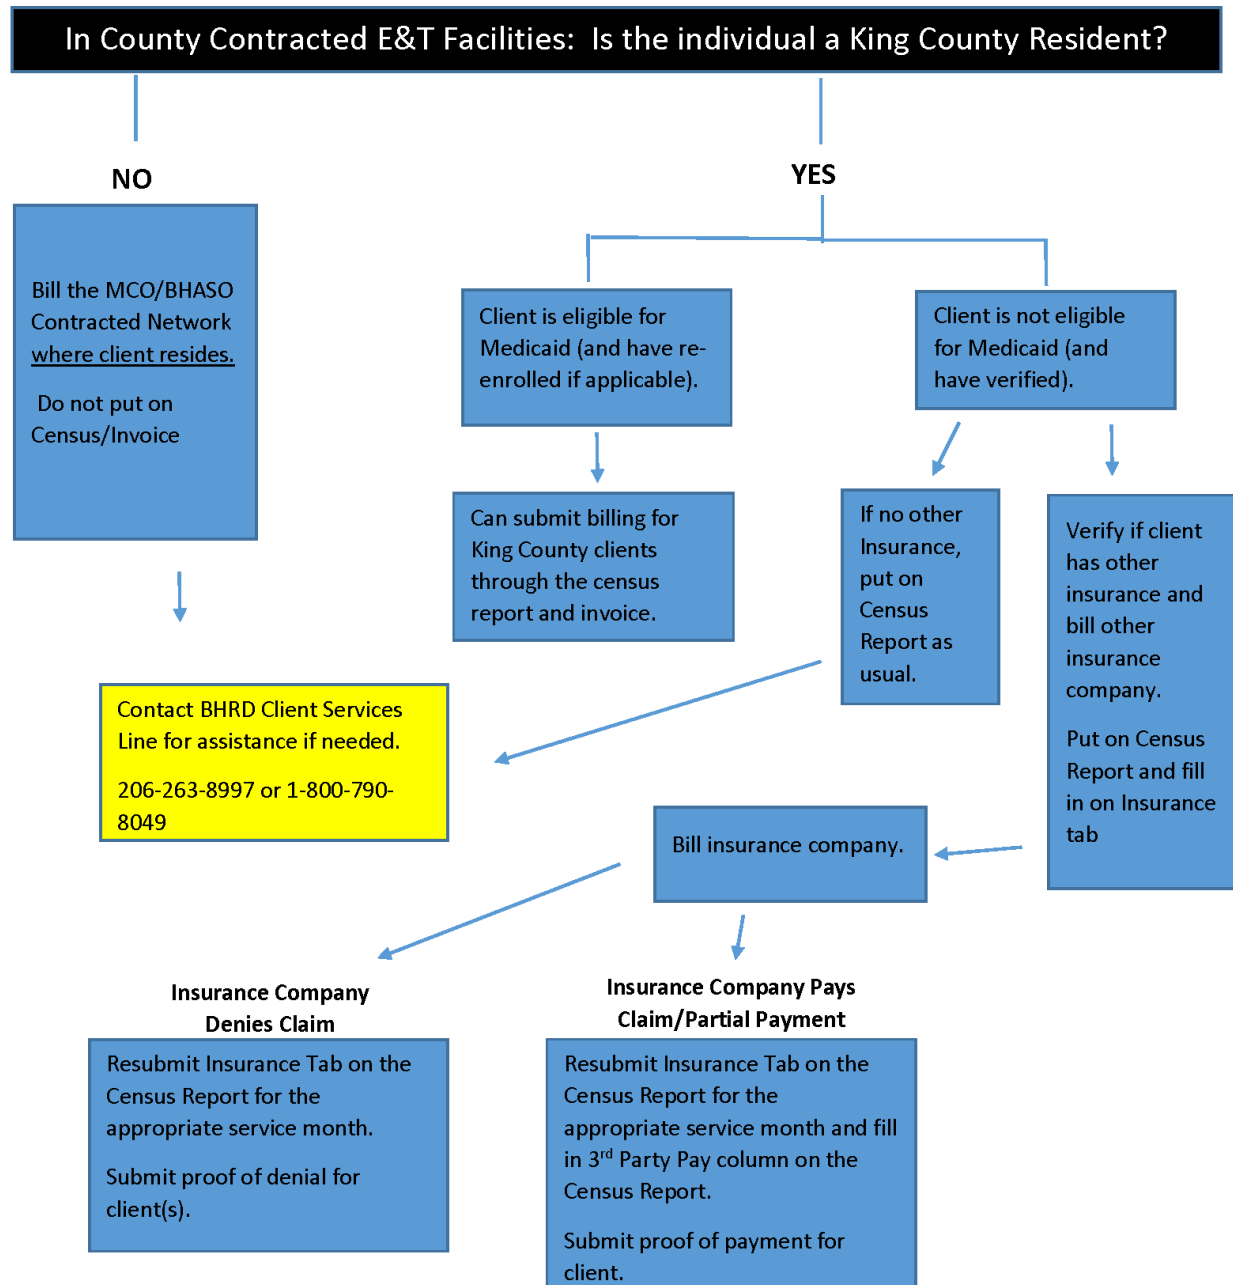 In County Contracted E&T Facilities:  Is the individual a King County Resident?
NO
YES
Bill the MCO/BHASO
Contracted Network
where client resides.
Do not put on
Census/Invoice
Client is eligible for
Medicaid (and have re-
enrolled if applicable).
Client is not eligible
for Medicaid (and
have verified).
Can submit billing for
King County clients
through the census
report and invoice.
If no other
Insurance,
put on
Census
Report as
usual.
Verify if client
has other
insurance and
bill other
insurance
company.
Put on Census
Report and fill
in on Insurance
tab
Contact BHRD Client Services
Line for assistance if needed.
206-263-8997 or 1-800-790-
8049
Bill insurance company.
Insurance Company
Denies Claim
Resubmit Insurance Tab on the
Census Report for the
appropriate service month.
Submit proof of denial for
client(s).
Insurance Company Pays
Claim/Partial Payment
Resubmit Insurance Tab on the
Census Report for the
appropriate service month and fill
in 3rd Party Pay column on the
Census Report.
Submit proof of payment for
client.